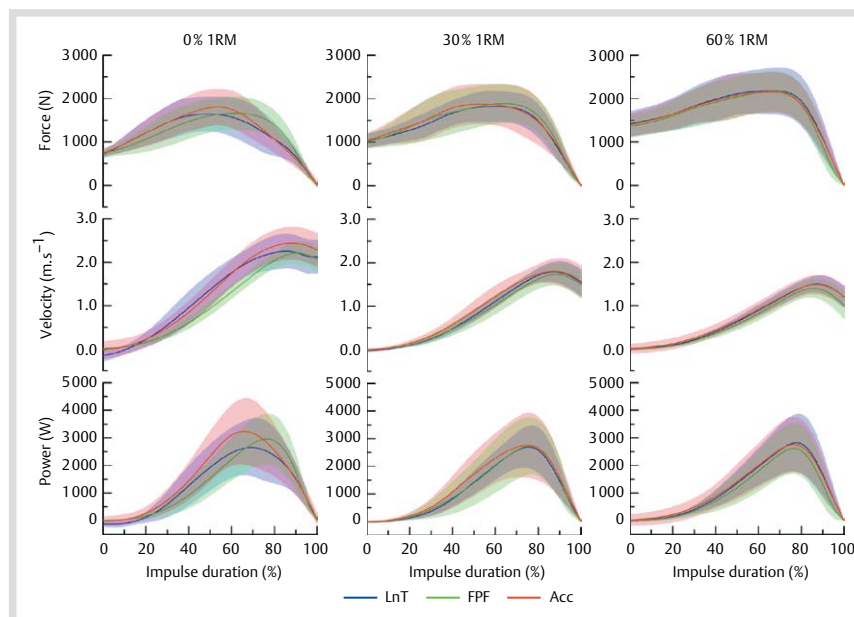 0% 1RM 30% 1RM 60% 1RM
Force (N)
3000 3000 3000
2000 2000 2000
1000 1000 1000
0 0 0
Velocity (m.s−1)
3.0 3.0 3.0
2.0 2.0 2.0
1.0 1.0 1.0
0.0 0.0 0.0
Power (W)
5000 5000 5000
4000 4000 4000
3000 3000 3000
2000 2000 2000
1000 1000 1000
0 0 0
0 20 40 60 80 100 0 20 40 60 80 100 0 20 40 60 80 100
Impulse duration (%) Impulse duration (%) Impulse duration (%)
LnT FPF Acc